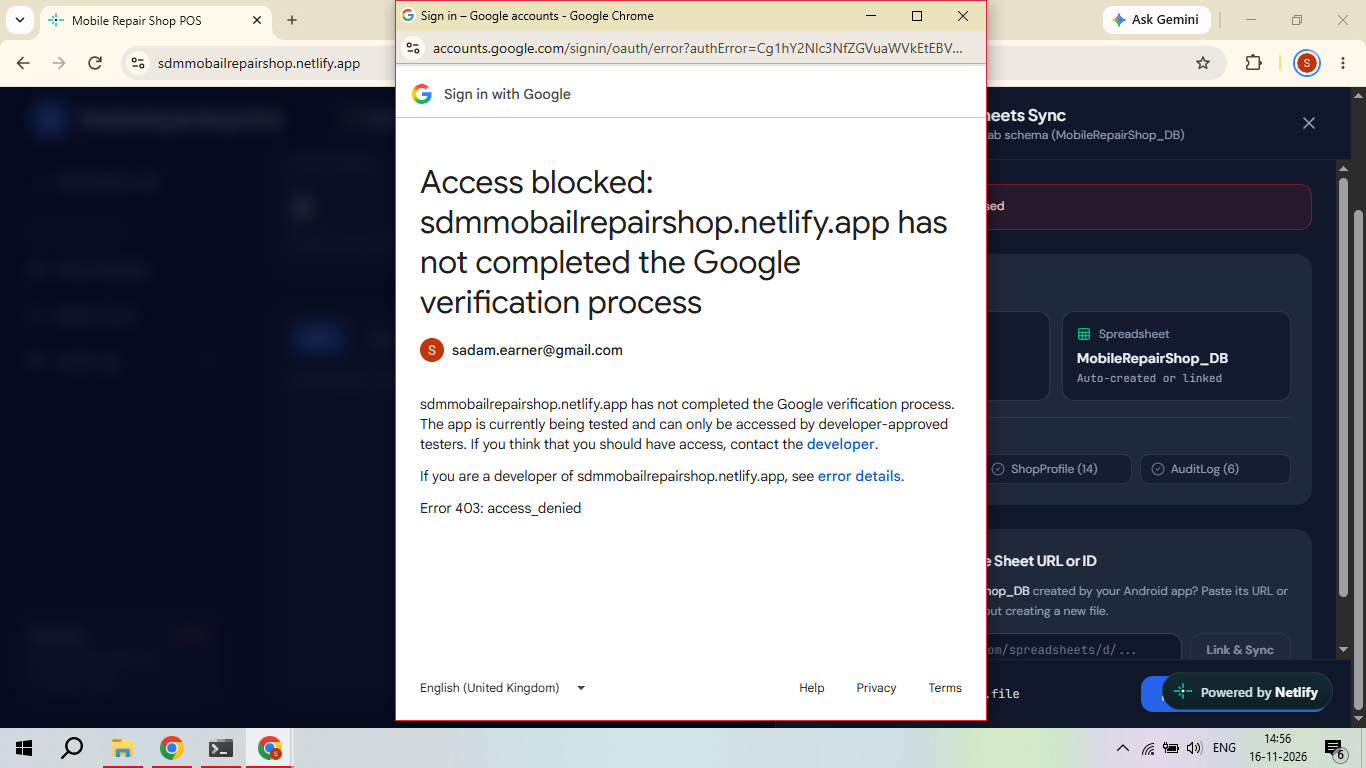 Mobile Repair Shop POS
Sign in – Google accounts - Google Chrome
Ask Gemini
sdmmobailrepairshop.netlify.app
accounts.google.com/signin/oauth/error?authError=Cg1hY2Nlc3NfZGVuaWVkEtEBV...
S
Sign in with Google
Access blocked:
sdmmobailrepairshop.netlify.app has
not completed the Google
verification process
S
sadam.earner@gmail.com
sdmmobailrepairshop.netlify.app has not completed the Google verification process.
The app is currently being tested and can only be accessed by developer-approved
testers. If you think that you should have access, contact the developer.
If you are a developer of sdmmobailrepairshop.netlify.app, see error details.
Error 403: access_denied
English (United Kingdom)
Help
Privacy
Terms
Sync
schema (MobileRepairShop_DB)
Spreadsheet
MobileRepairShop_DB
Auto-created or linked
ShopProfile (14)
AuditLog (6)
Sheet URL or ID
created by your Android app? Paste its URL or
creating a new file.
/spreadsheets/d/...
Link & Sync
.file
Powered by Netlify
ENG
14:56
16-11-2026
6